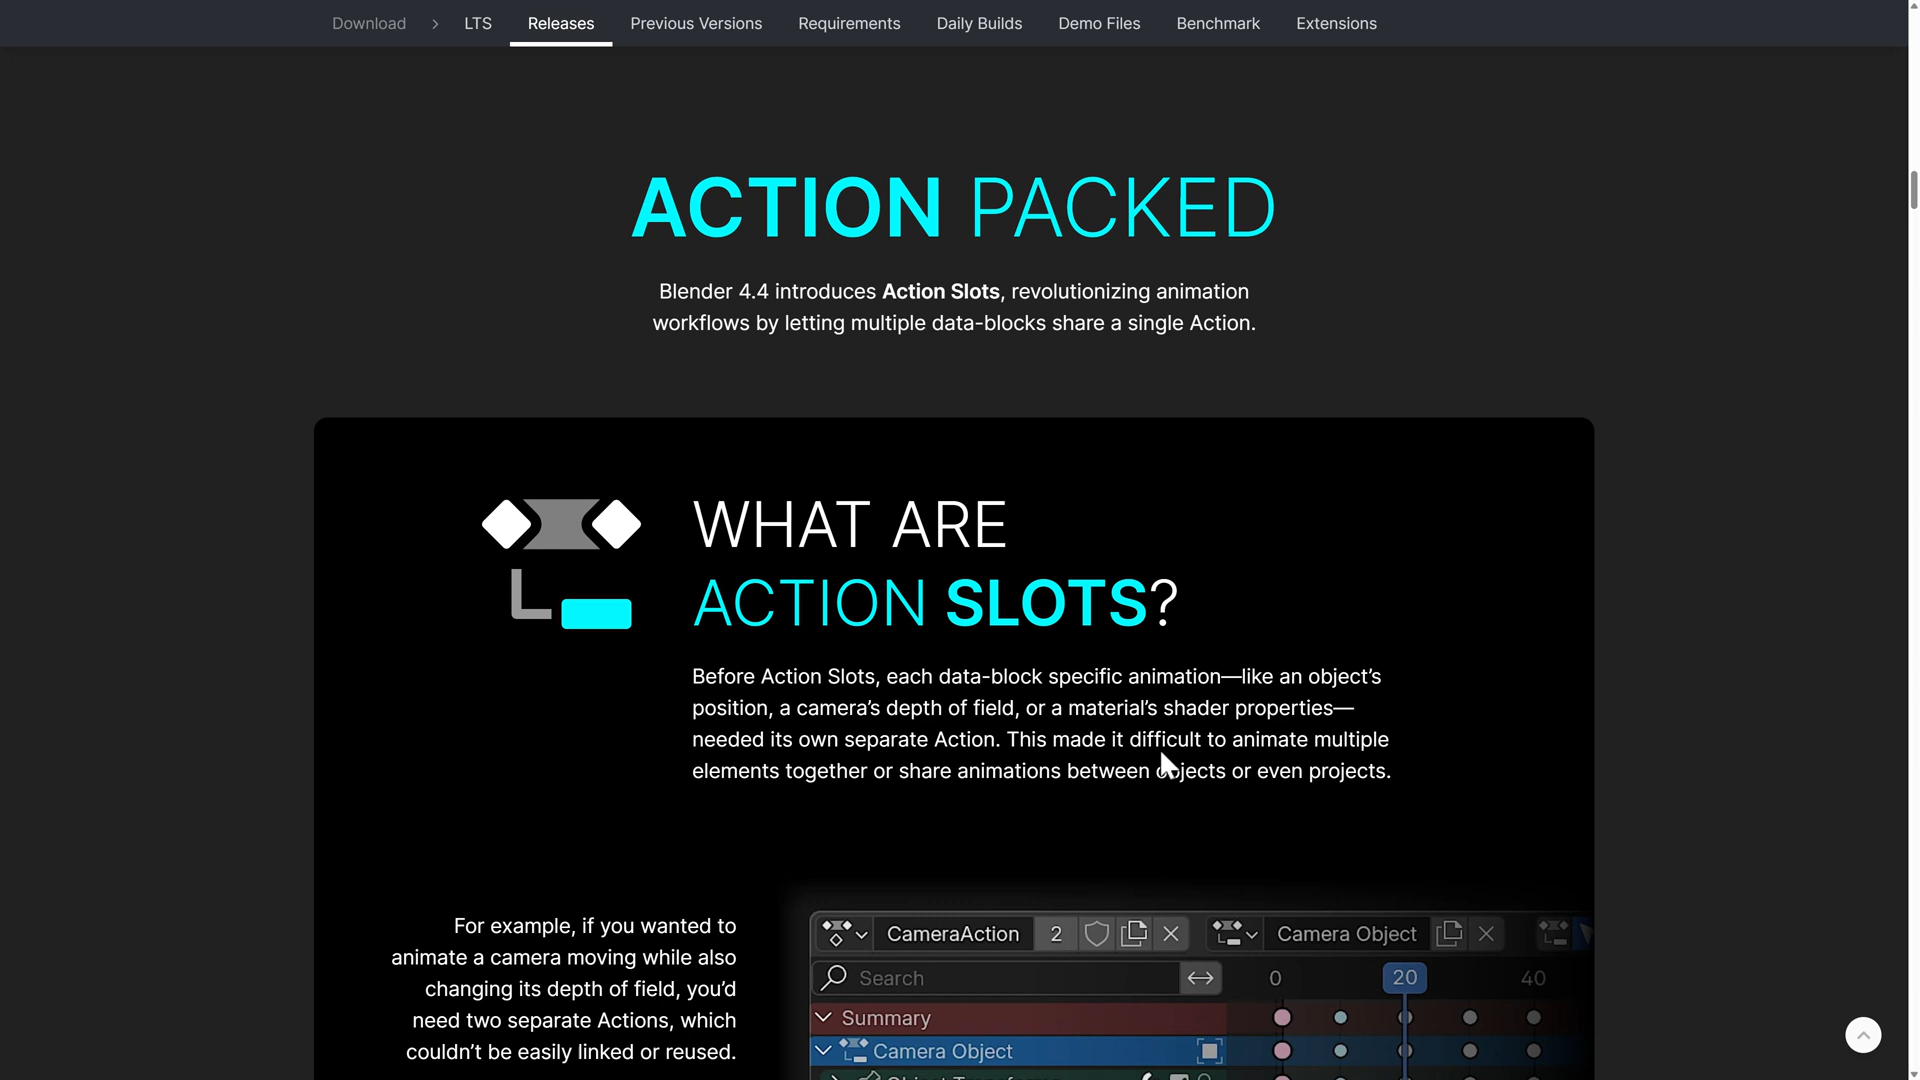 Download > LTS Releases Previous Versions Requirements Daily Builds Demo Files Benchmark Extensions
ACTION PACKED
Blender 4.4 introduces Action Slots, revolutionizing animation
workflows by letting multiple data-blocks share a single Action.
WHAT ARE
ACTION SLOTS?
Before Action Slots, each data-block specific animation—like an object’s
position, a camera’s depth of field, or a material’s shader properties—
needed its own separate Action. This made it difficult to animate multiple
elements together or share animations between objects or even projects.
For example, if you wanted to
animate a camera moving while also
changing its depth of field, you’d
need two separate Actions, which
couldn’t be easily linked or reused.
CameraAction 2 Camera Object
Search 0 20 40
Summary
Camera Object